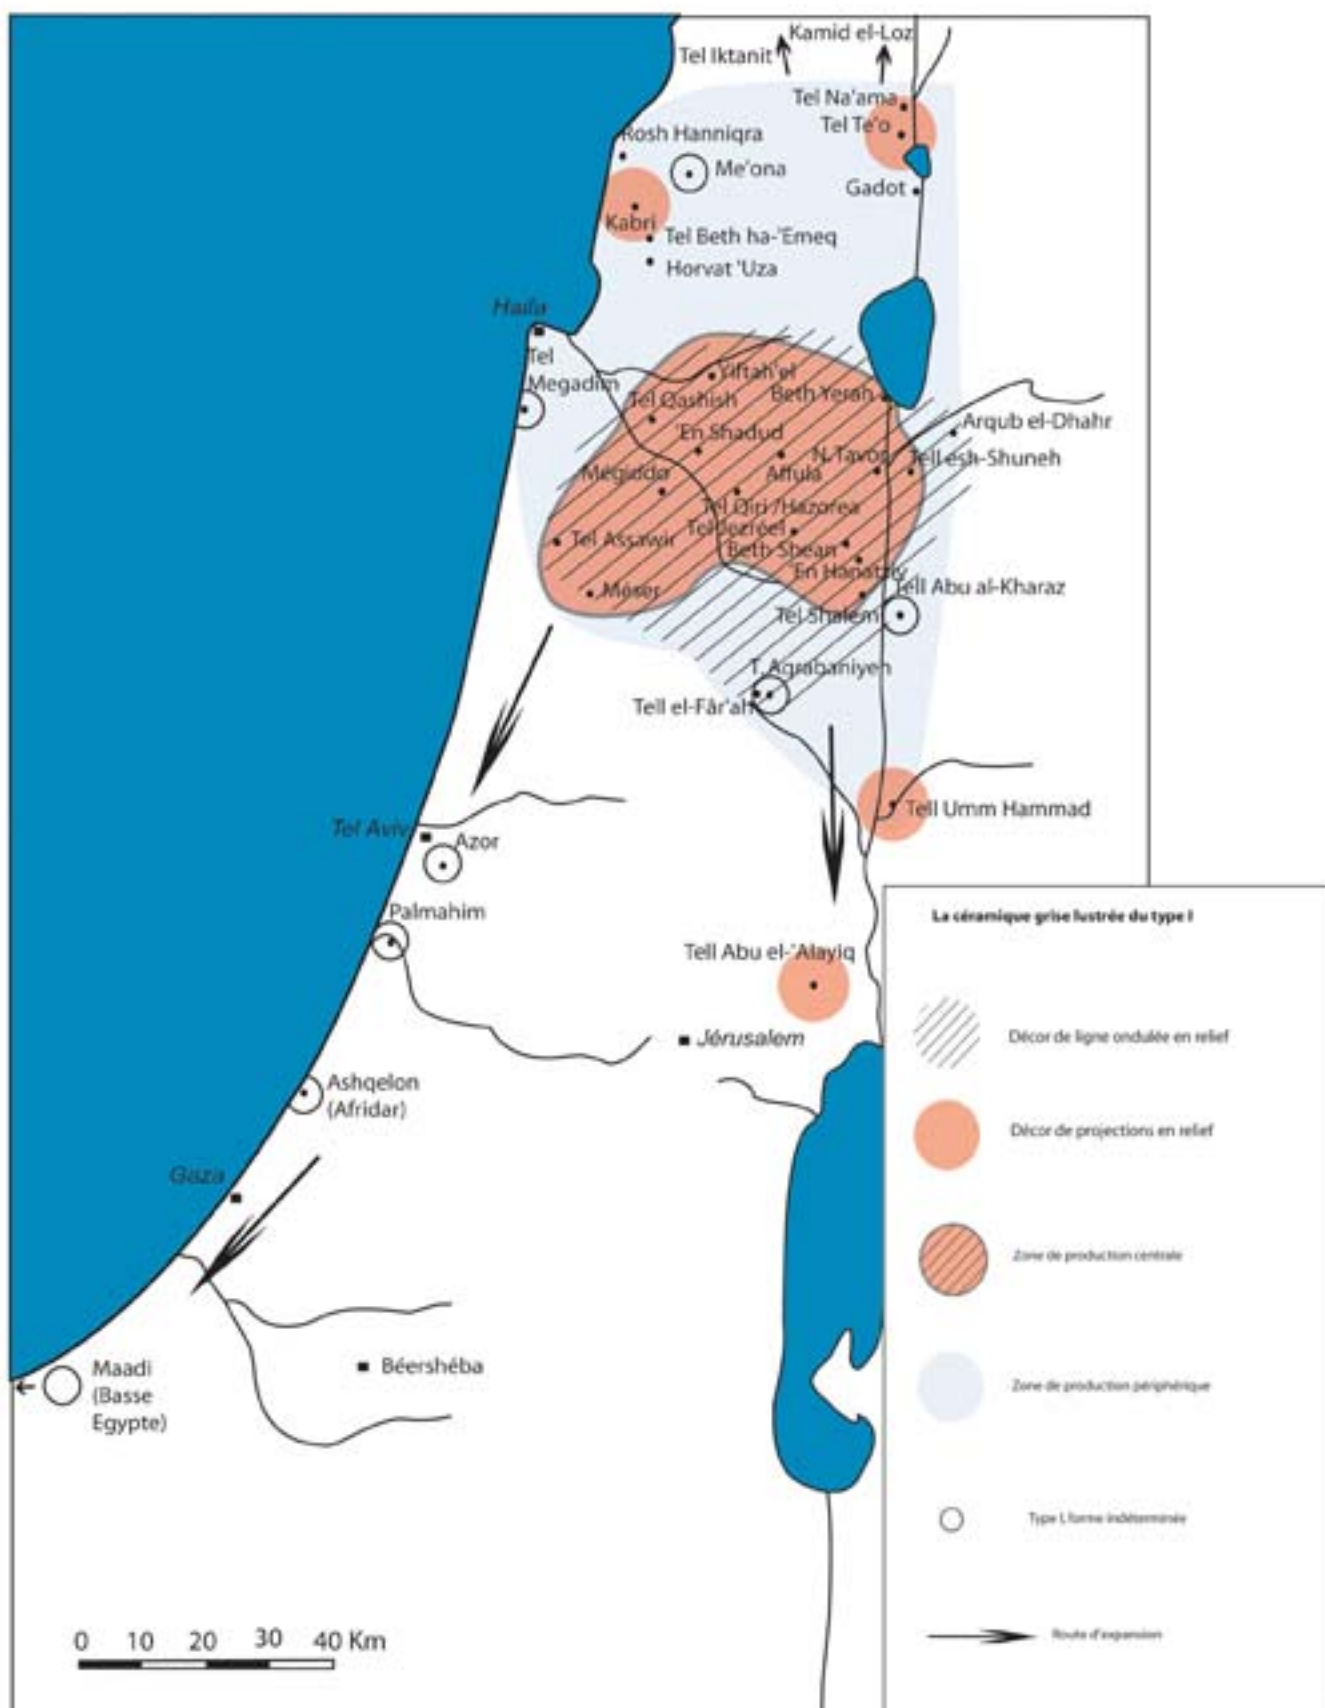 Kamid el-Loz
Tel Iktanit
Tel Na'ama
Tel Te'o
Rosh Hanniqra
Me'ona
Gadot
Kabri
Tel Beth ha-'Emeq
Horvat 'Uza
Haifa
Tel
Megadim
Yiftah'el
Beth Yerah
Tel Qashish
Arqub el-Dhahr
'En Shadud
N. Tavor
Tell esh-Shuneh
Megiddo
Affula
Tel Qiri /Hazorea
Tel Jezréel
Tel Assawir
Beth Shean
'En Hanatziv
Méser
Tell Abu al-Kharaz
Tel Shalem
T. Aqrabaniyeh
Tell el-Fâr'ah
Tell Umm Hammad
Tel Aviv
Azor
Palmahim
Tell Abu el-'Alayiq
Jérusalem
Ashqelon
(Afridar)
Gaza
Béershéba
Maadi
(Basse
Egypte)
0 10 20 30 40 Km
La céramique grise lustrée du type I
Décor de ligne ondulée en relief
Décor de projections en relief
Zone de production centrale
Zone de production périphérique
Type I, forme indéterminée
Route d'expansion